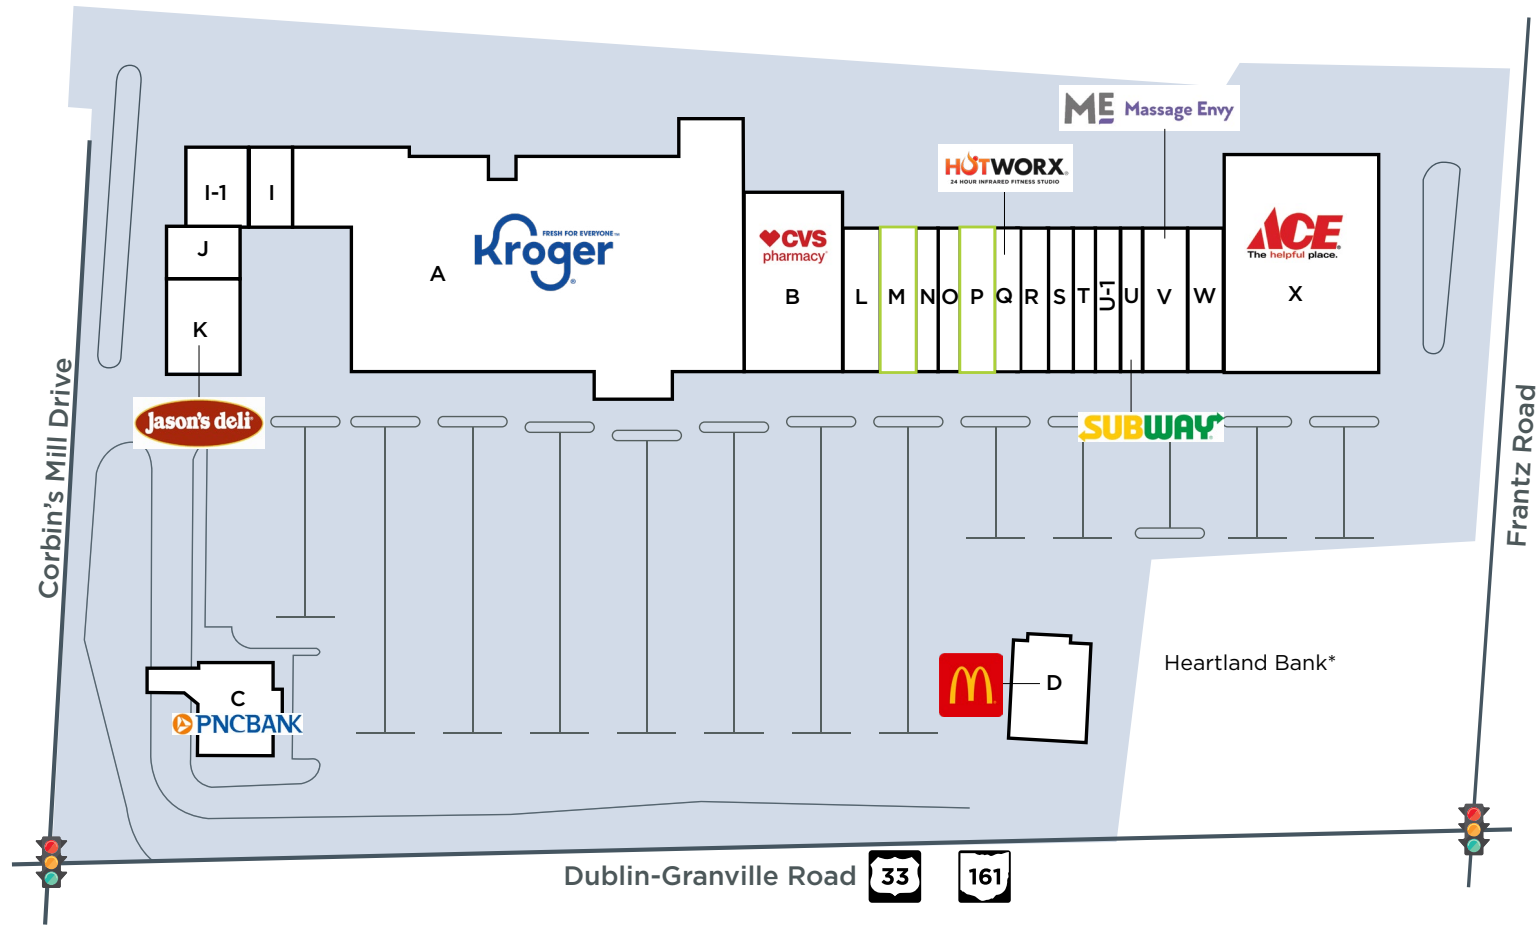 ME Massage Envy
HOTWORX®
24 HOUR INFRARED FITNESS STUDIO
I-1
I
J
K
Jason's deli®
A
FRESH FOR EVERYONE™
Kroger®
CVS
pharmacy®
B
L
M
N
O
P
Q
R
S
T
U-1
U
V
W
ACE®
The helpful place.
X
SUBWAY®
Corbin's Mill Drive
Frantz Road
C
PNCBANK
D
Heartland Bank*
Dublin-Granville Road
33
161